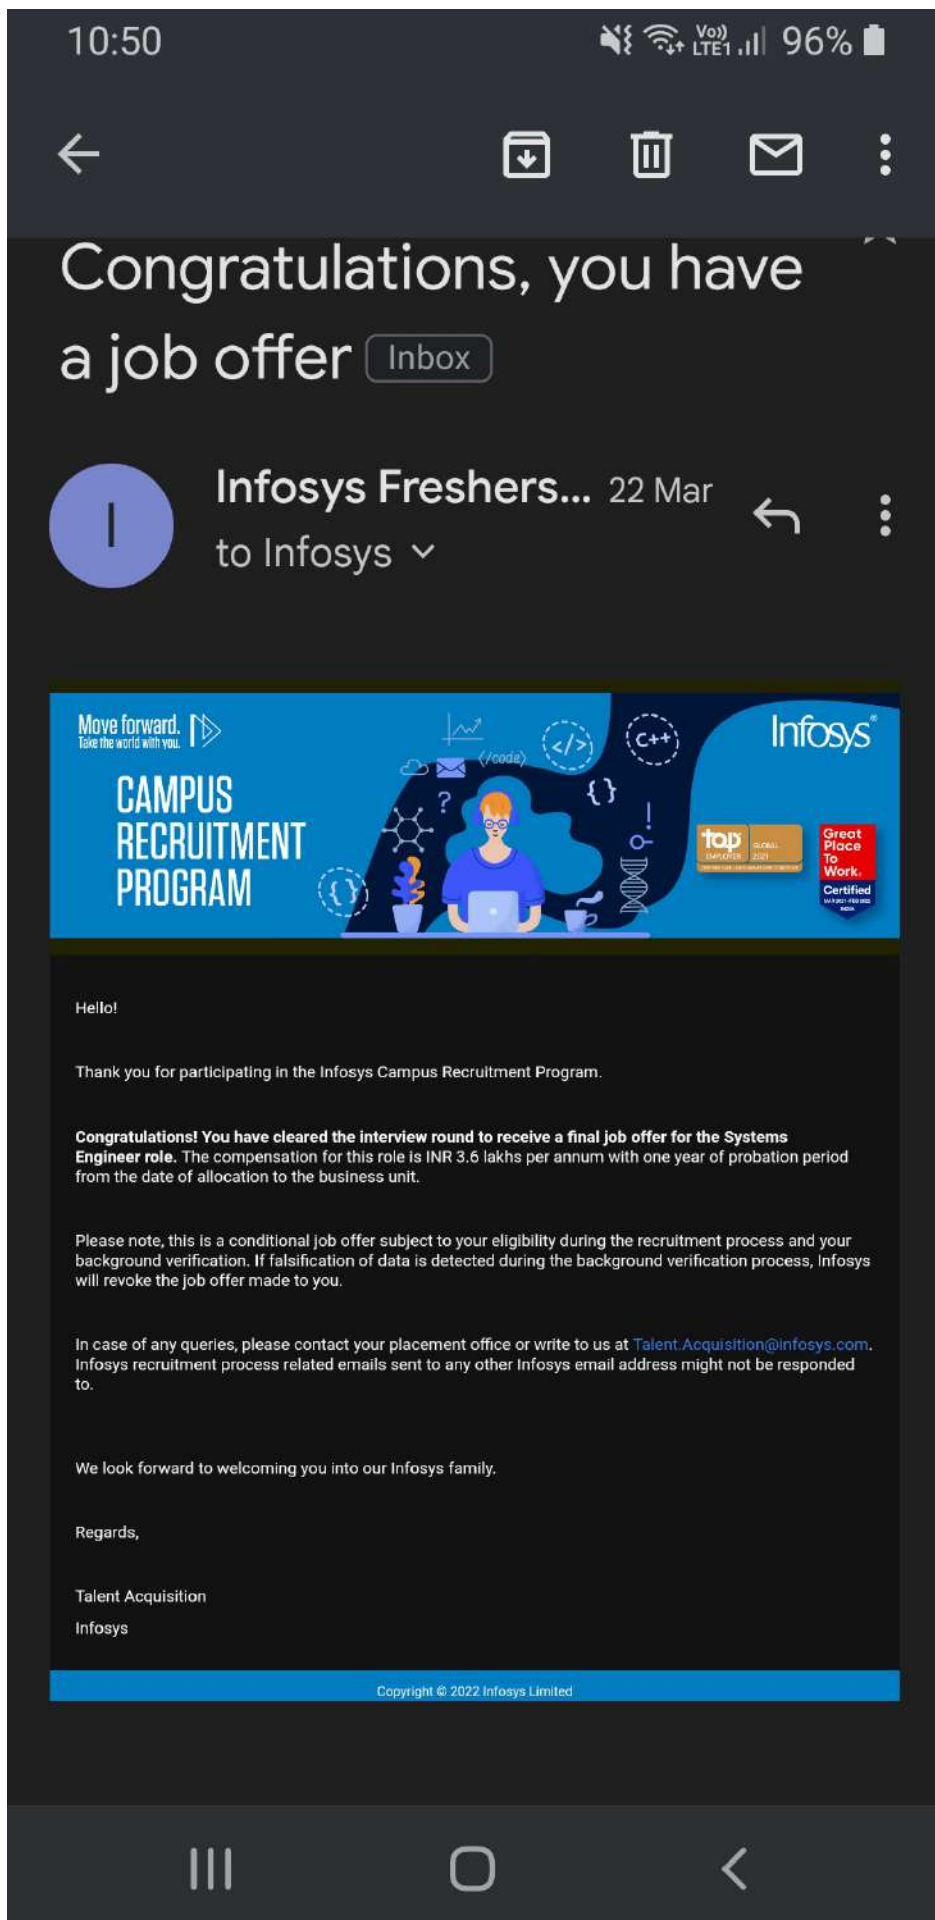 10:50
Vo)) LTE1 96%
Congratulations, you have
a job offer Inbox
Infosys Freshers... 22 Mar
I
to Infosys
Move forward.
Take the world with you.
Infosys®
CAMPUS
RECRUITMENT
PROGRAM
</code>
</>
C++
{}
?
!
{}
top
EMPLOYER
GLOBAL
2021
Great
Place
To
Work.
Certified
MAR 2021-FEB 2022
INDIA
Hello!
Thank you for participating in the Infosys Campus Recruitment Program.
Congratulations! You have cleared the interview round to receive a final job offer for the Systems
Engineer role. The compensation for this role is INR 3.6 lakhs per annum with one year of probation period
from the date of allocation to the business unit.
Please note, this is a conditional job offer subject to your eligibility during the recruitment process and your
background verification. If falsification of data is detected during the background verification process, Infosys
will revoke the job offer made to you.
In case of any queries, please contact your placement office or write to us at Talent.Acquisition@infosys.com.
Infosys recruitment process related emails sent to any other Infosys email address might not be responded
to.
We look forward to welcoming you into our Infosys family.
Regards,
Talent Acquisition
Infosys
Copyright © 2022 Infosys Limited